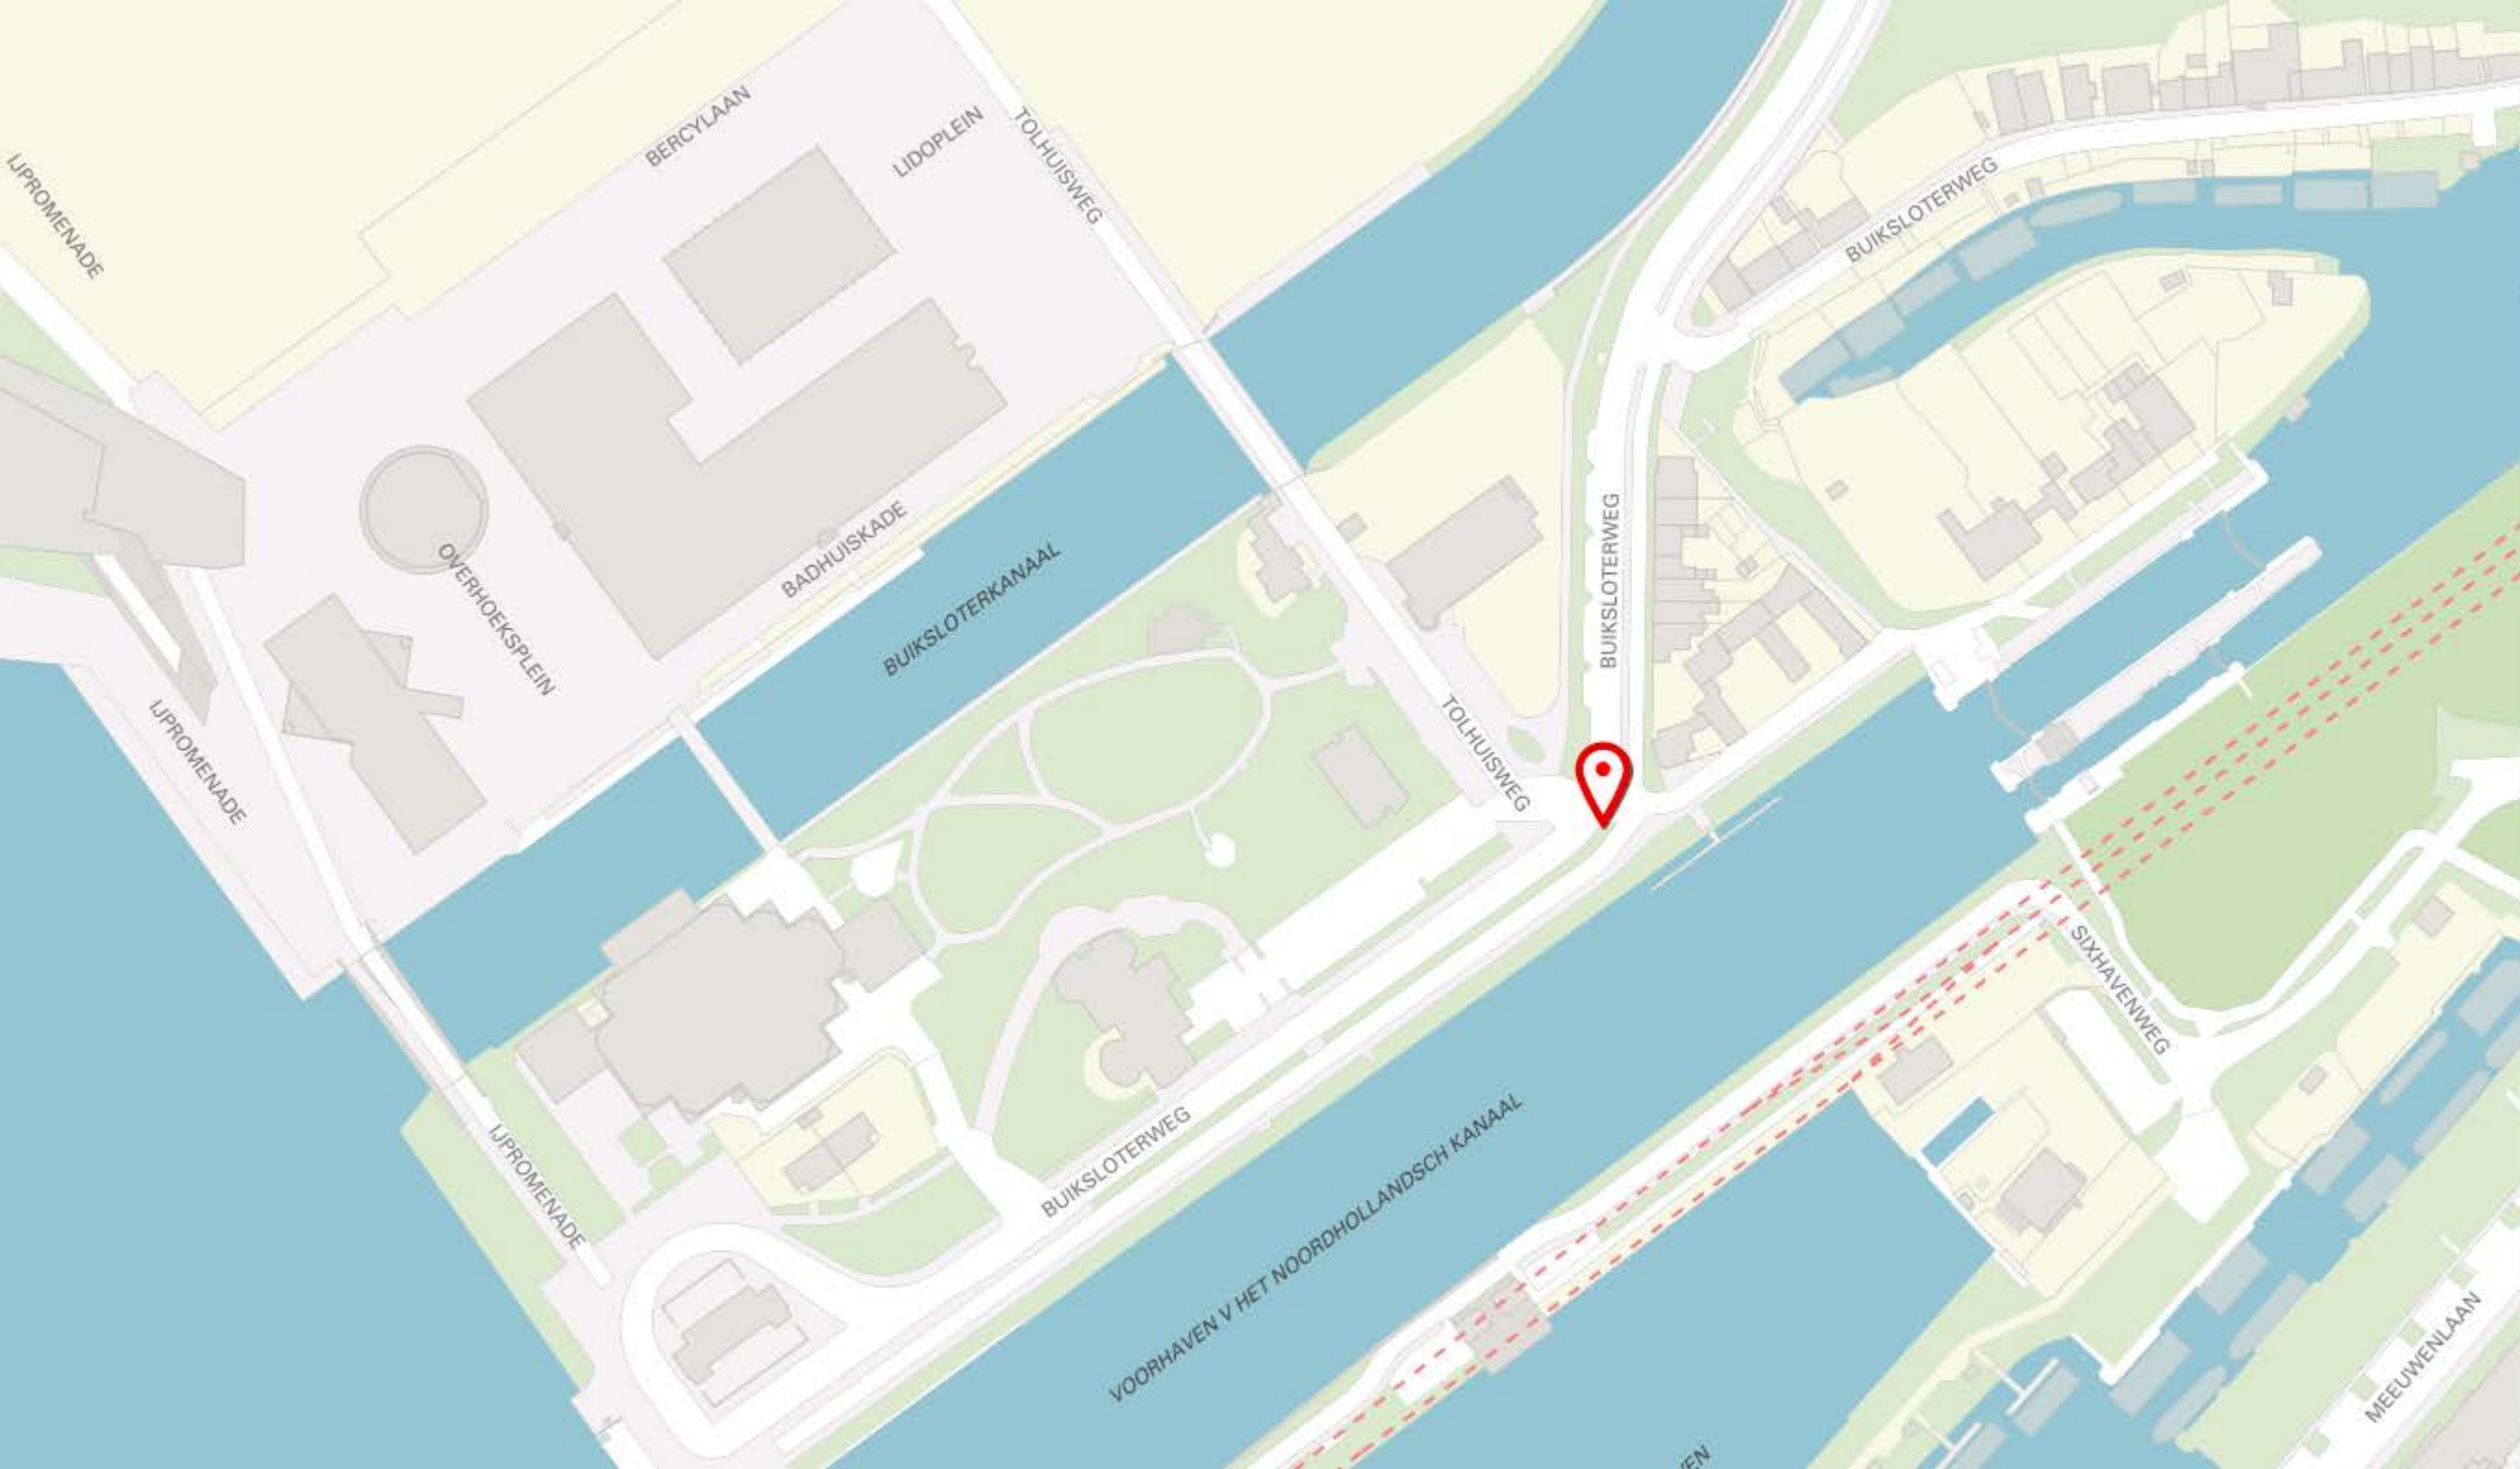 BERCYLAAN
LIDOPLEIN
TOLHUISWEG
IJPROMENADE
BUIKSLOTERWEG
BADHUISKADE
OVERHOEKSPLEIN
BUIKSLOTERKANAAL
BUIKSLOTERWEG
IJPROMENADE
TOLHUISWEG
SIXHAVENWEG
BUIKSLOTERWEG
IJPROMENADE
VOORHAVEN V HET NOORDHOLLANDSCH KANAAL
MEEUWENLAAN